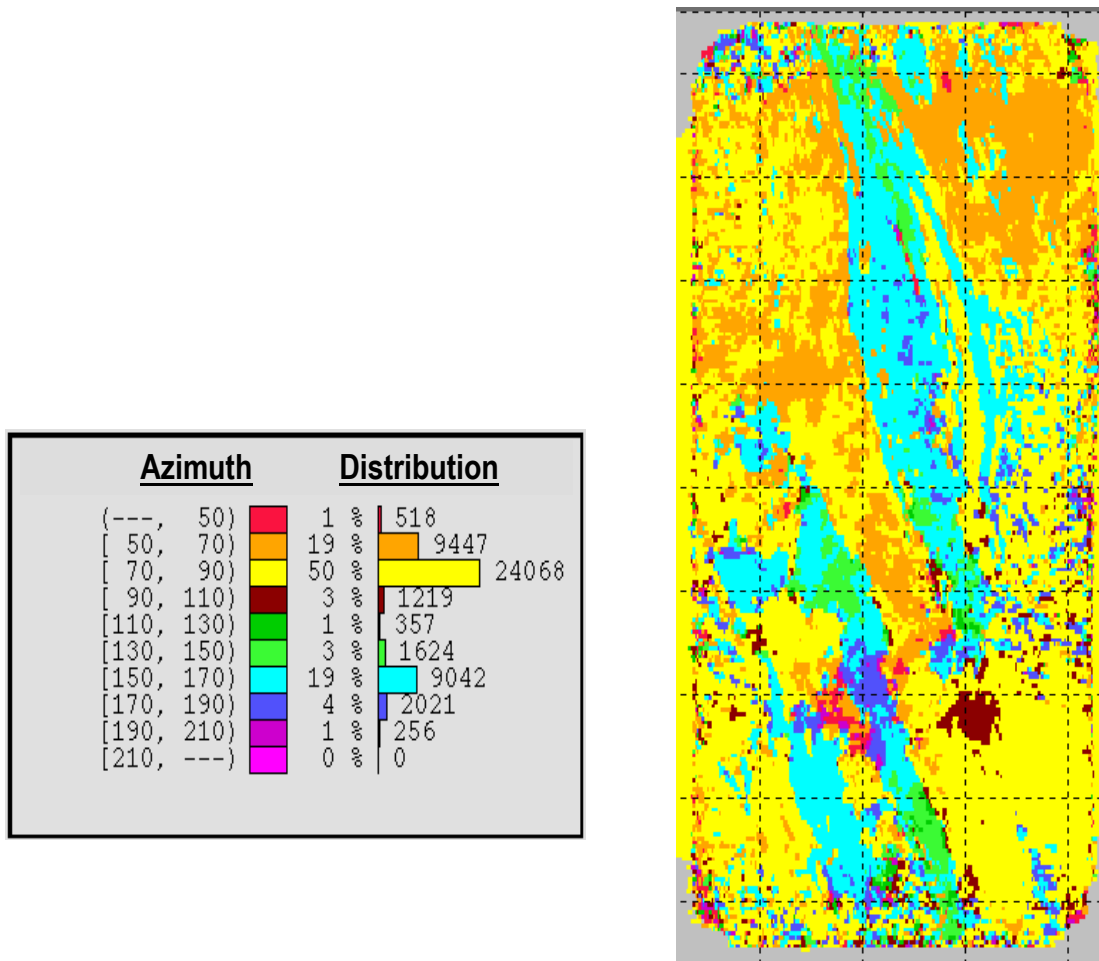 Azimuth Distribution
(---, 50) 1 % 518
[ 50, 70) 19 % 9447
[ 70, 90) 50 % 24068
[ 90, 110) 3 % 1219
[110, 130) 1 % 357
[130, 150) 3 % 1624
[150, 170) 19 % 9042
[170, 190) 4 % 2021
[190, 210) 1 % 256
[210, ---) 0 % 0